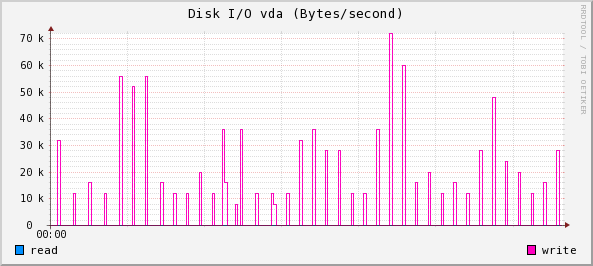 Disk I/O vda (Bytes/second)
RRDTOOL / TOBI OETIKER
70 k
60 k
50 k
40 k
30 k
20 k
10 k
0
00:00
read
write